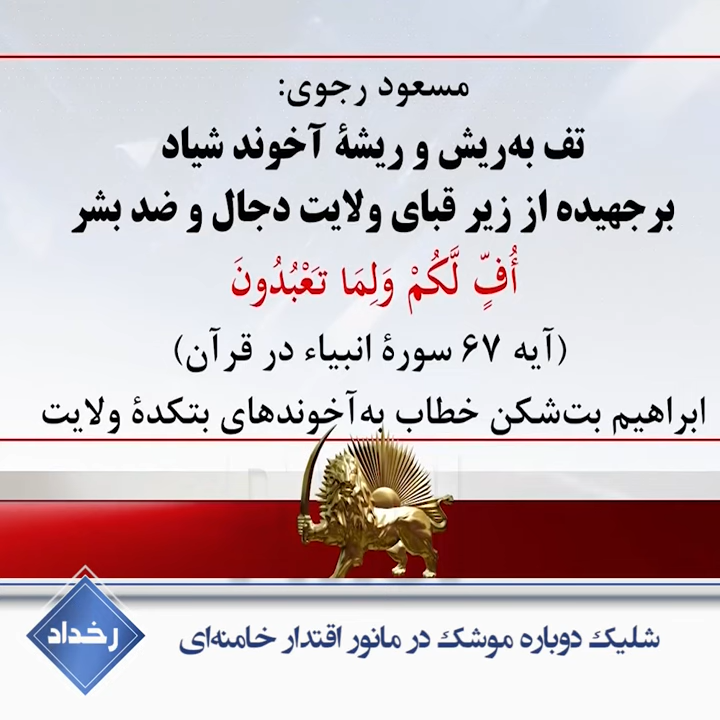 مسعود رجوی:
تف به‌ریش و ریشهٔ آخوند شیاد
برجهیده از زیر قبای ولایت دجال و ضد بشر
أُفٍّ لَّكُمْ وَلِمَا تَعْبُدُونَ
(آیه ۶۷ سورهٔ انبیاء در قرآن)
ابراهیم بت‌شکن خطاب به‌آخوندهای بتکدهٔ ولایت
شلیک دوباره موشک در مانور اقتدار خامنه‌ای
رخداد